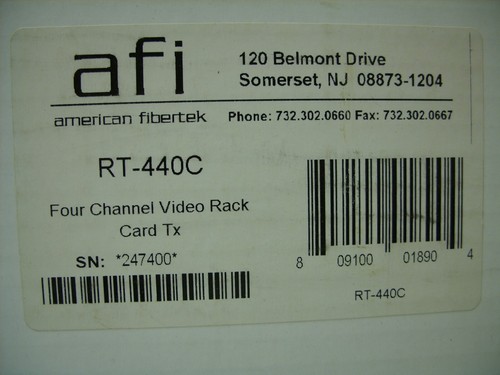 afi
american fibertek
120 Belmont Drive
Somerset, NJ 08873-1204
Phone: 732.302.0660 Fax: 732.302.0667
RT-440C
Four Channel Video Rack
Card Tx
SN: *247400*
8 09100 01890 4
RT-440C